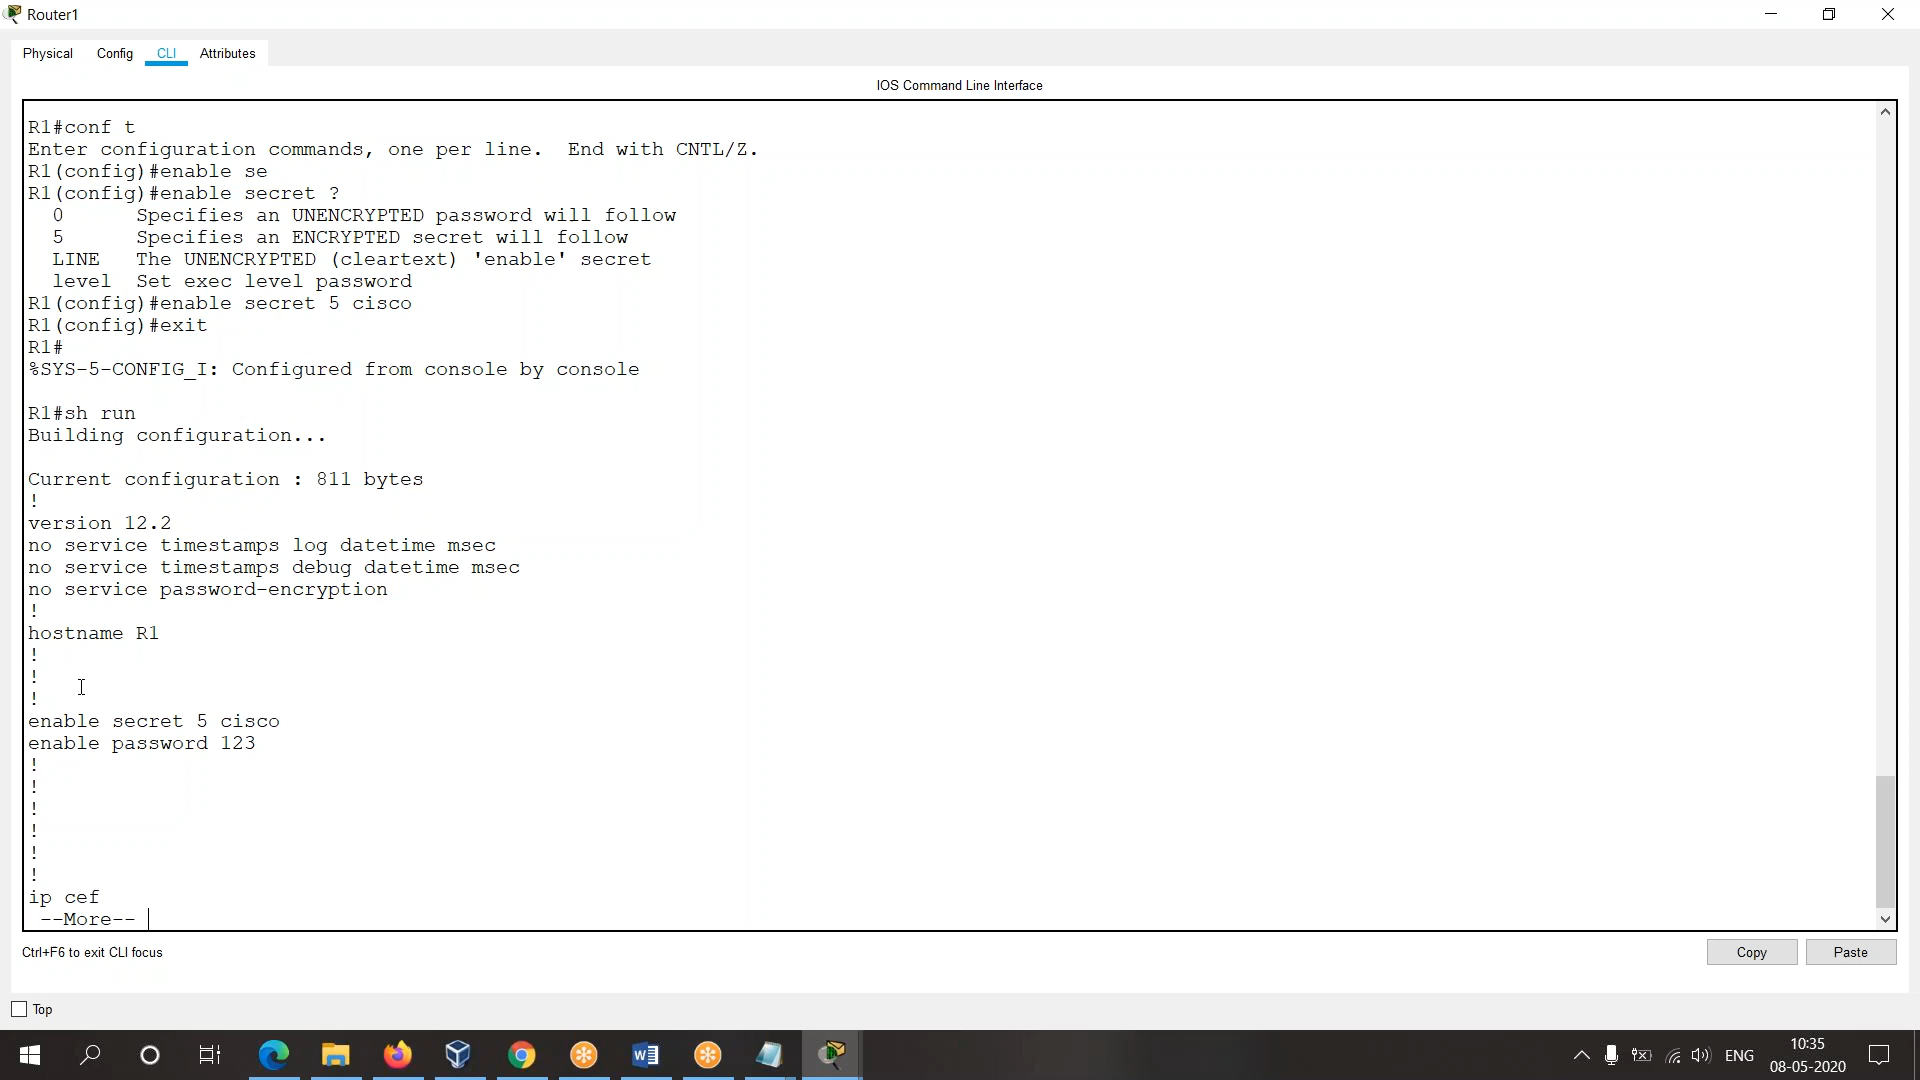 Router1
Physical Config CLI Attributes
IOS Command Line Interface
R1#conf t
Enter configuration commands, one per line.  End with CNTL/Z.
R1(config)#enable se
R1(config)#enable secret ?
  0      Specifies an UNENCRYPTED password will follow
  5      Specifies an ENCRYPTED secret will follow
  LINE   The UNENCRYPTED (cleartext) 'enable' secret
  level  Set exec level password
R1(config)#enable secret 5 cisco
R1(config)#exit
R1#
%SYS-5-CONFIG_I: Configured from console by console
R1#sh run
Building configuration...
Current configuration : 811 bytes
!
version 12.2
no service timestamps log datetime msec
no service timestamps debug datetime msec
no service password-encryption
!
hostname R1
!
!
!
enable secret 5 cisco
enable password 123
!
!
!
!
!
!
ip cef
 --More--
Ctrl+F6 to exit CLI focus
Copy Paste
Top
ENG
10:35
08-05-2020